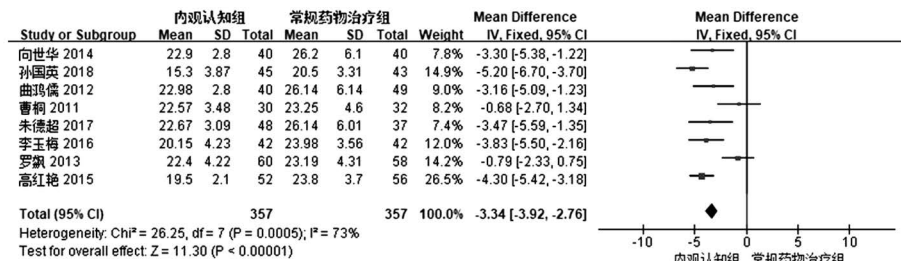 内观认知组 常规药物治疗组 Mean Difference Mean Difference
Study or Subgroup Mean SD Total Mean SD Total Weight IV, Fixed, 95% CI IV, Fixed, 95% CI
向世华 2014 22.9 2.8 40 26.2 6.1 40 7.8% -3.30 [-5.38, -1.22]
孙国英 2018 15.3 3.87 45 20.5 3.31 43 14.9% -5.20 [-6.70, -3.70]
曲鸿儒 2012 22.98 2.8 40 26.14 6.14 49 9.0% -3.16 [-5.09, -1.23]
曹桐 2011 22.57 3.48 30 23.25 4.6 32 8.2% -0.68 [-2.70, 1.34]
朱德超 2017 22.67 3.09 48 26.14 6.01 37 7.4% -3.47 [-5.59, -1.35]
李玉梅 2016 20.15 4.23 42 23.98 3.56 42 12.0% -3.83 [-5.50, -2.16]
罗飙 2013 22.4 4.22 60 23.19 4.31 58 14.2% -0.79 [-2.33, 0.75]
高红艳 2015 19.5 2.1 52 23.8 3.7 56 26.5% -4.30 [-5.42, -3.18]
Total (95% CI) 357 357 100.0% -3.34 [-3.92, -2.76]
Heterogeneity: Chi² = 26.25, df = 7 (P = 0.0005); I² = 73%
Test for overall effect: Z = 11.30 (P < 0.00001)
-10 -5 0 5 10
内观认知组 常规药物治疗组